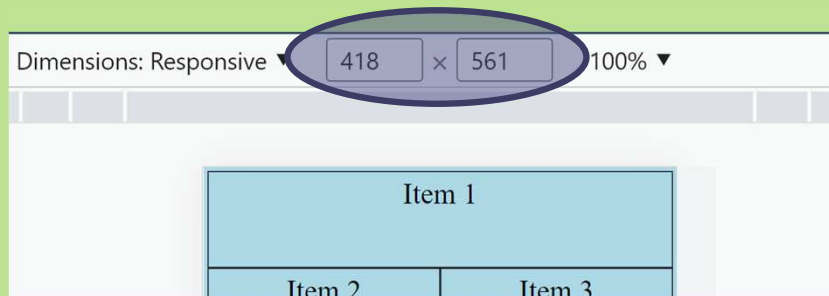 Dimensions: Responsive ▼ 418 × 561 100% ▼
Item 1
Item 2 Item 3